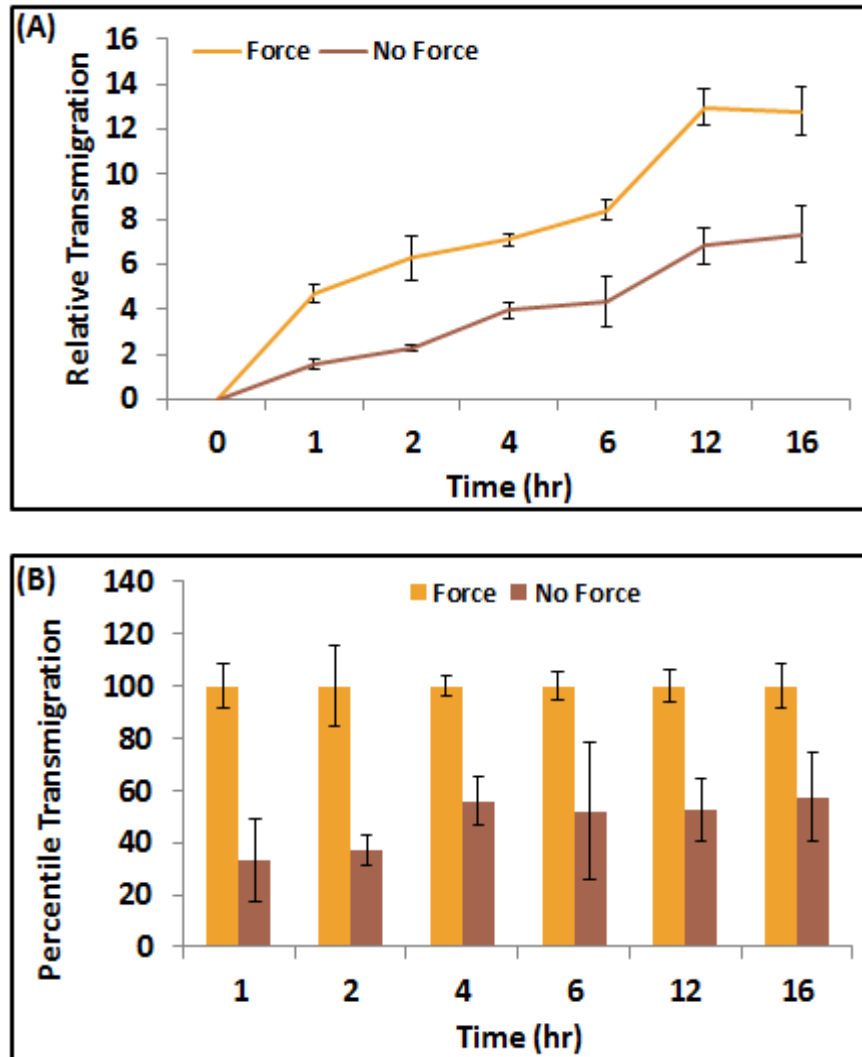 (A)
Relative Transmigration
16
14
12
10
8
6
4
2
0
Force No Force
0 1 2 4 6 12 16
Time (hr)
(B)
Percentile Transmigration
140
120
100
80
60
40
20
0
Force No Force
1 2 4 6 12 16
Time (hr)